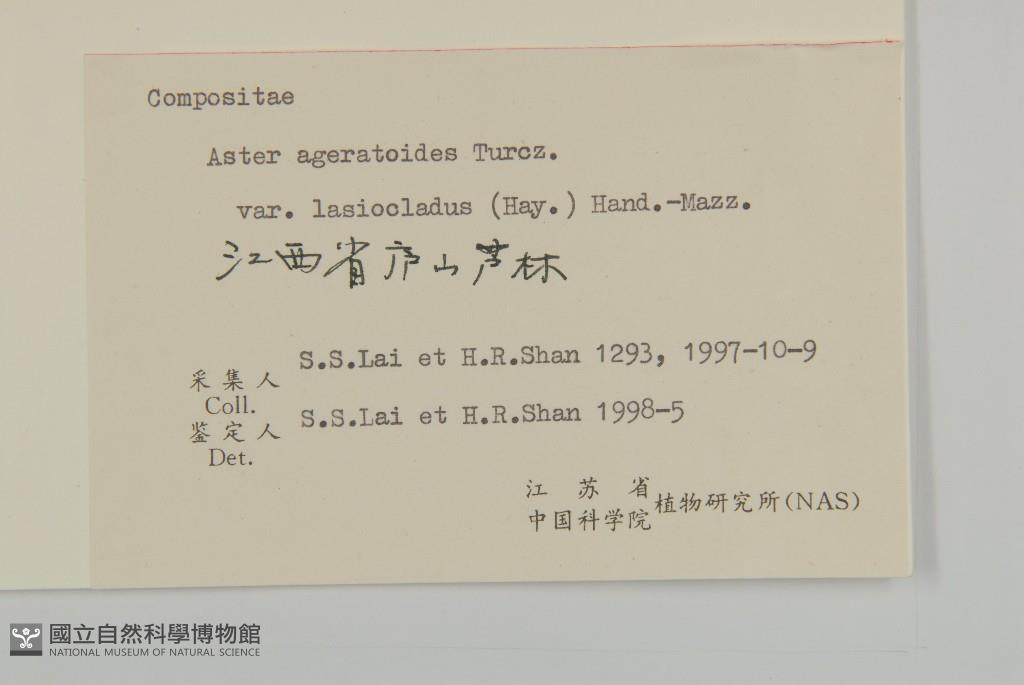 Compositae
Aster ageratoides Turcz.
var. lasiocladus (Hay.) Hand.-Mazz.
江西省庐山芦林
S.S.Lai et H.R.Shan 1293, 1997-10-9
采集人
Coll.
S.S.Lai et H.R.Shan 1998-5
鉴定人
Det.
江苏省
中国科学院植物研究所(NAS)
國立自然科學博物館
NATIONAL MUSEUM OF NATURAL SCIENCE